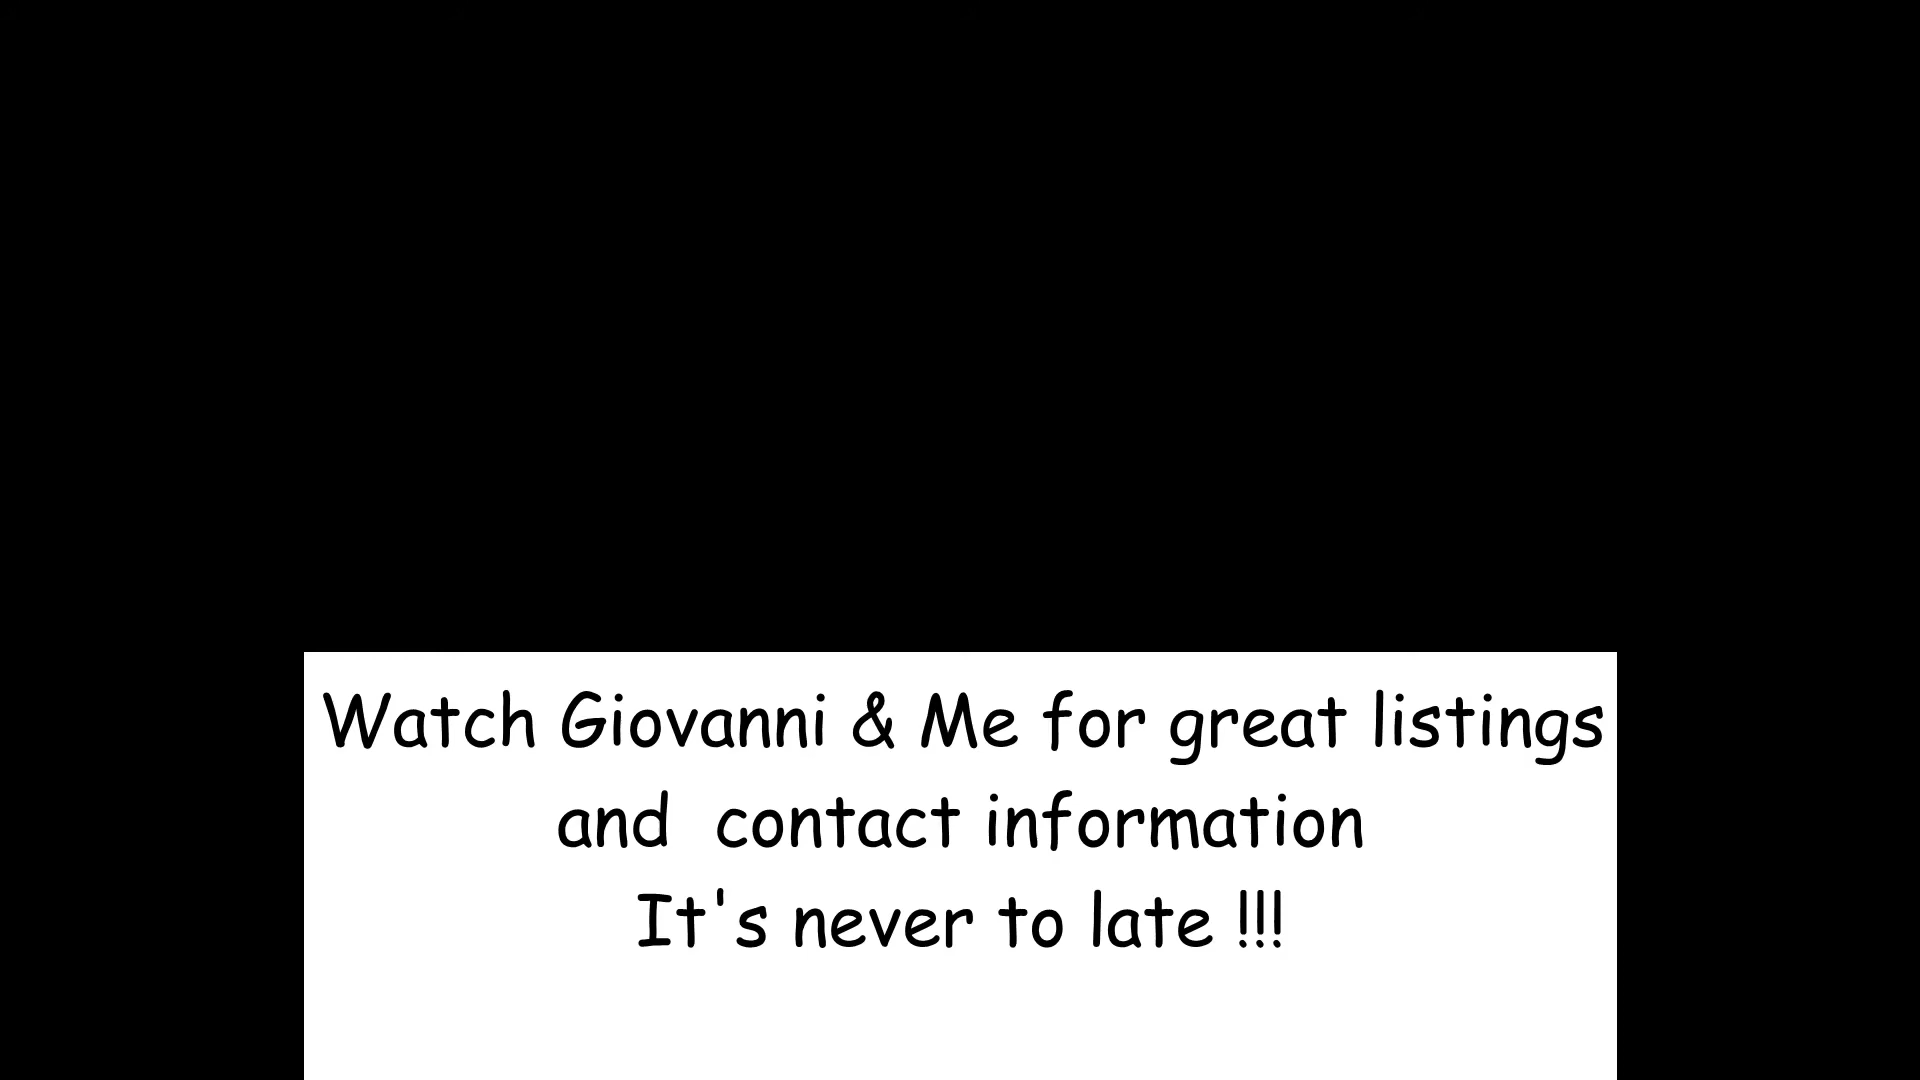 Watch Giovanni & Me for great listings
and  contact information
It's never to late !!!